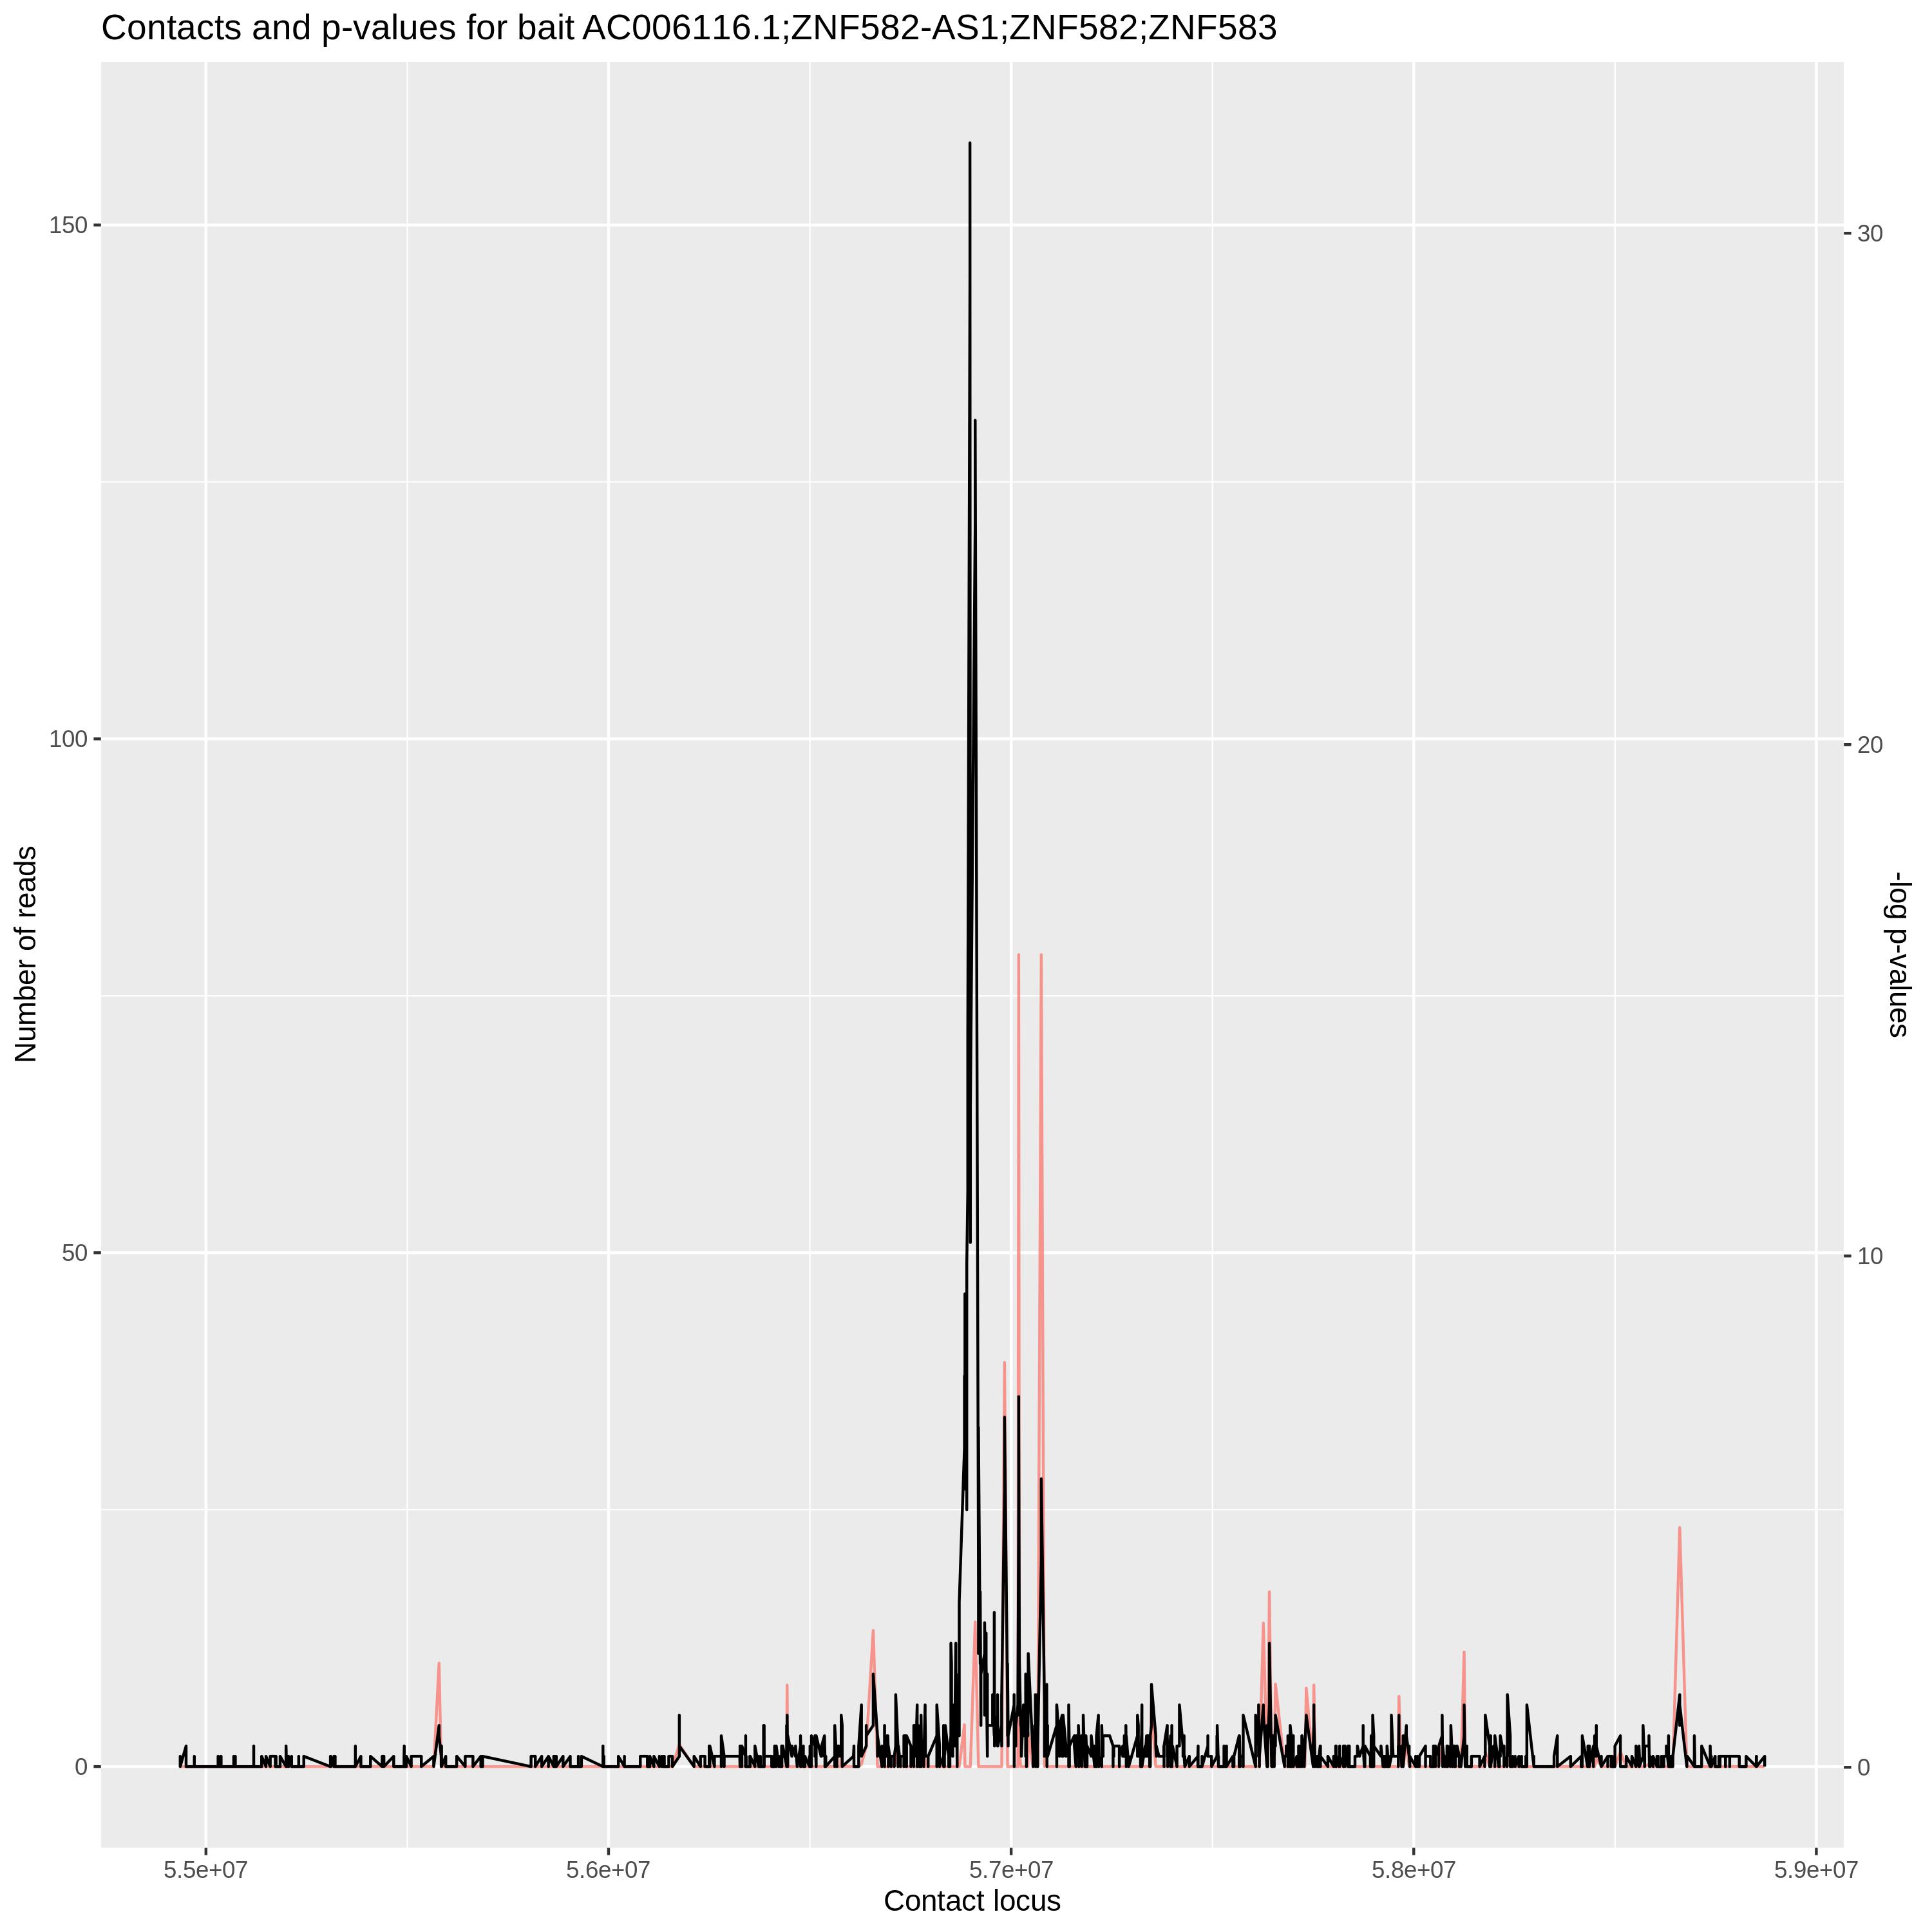 Contacts and p-values for bait AC006116.1;ZNF582-AS1;ZNF582;ZNF583
150
100
50
0
Number of reads
30
20
10
0
-log p-values
5.5e+07 5.6e+07 5.7e+07 5.8e+07 5.9e+07
Contact locus